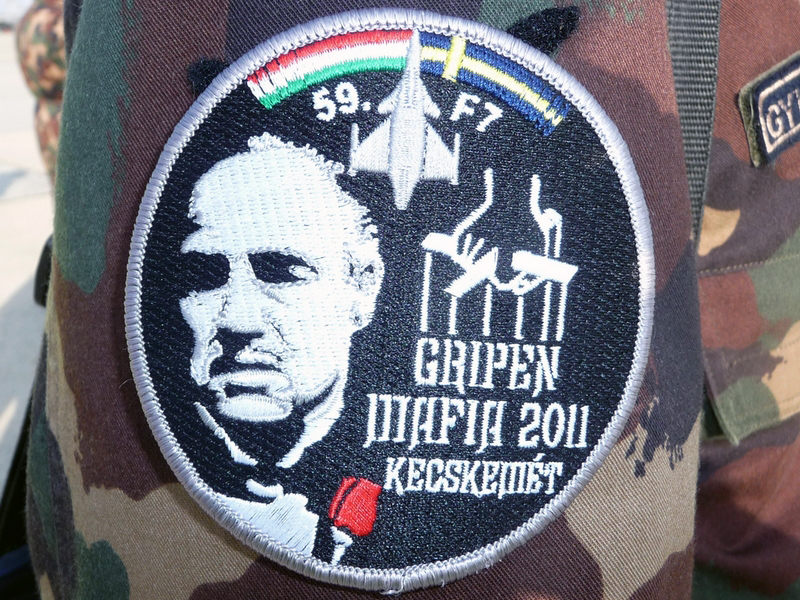 59. F7
GRIPEN
MAFIA 2011
KECSKEMÉT
GY